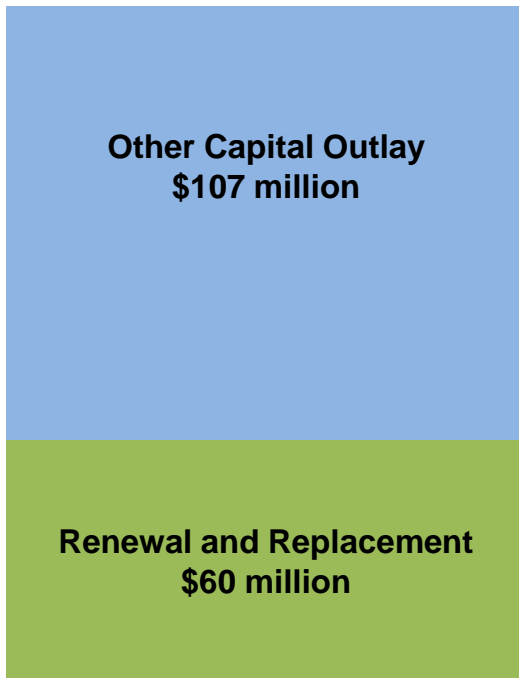 Other Capital Outlay
$107 million
Renewal and Replacement
$60 million